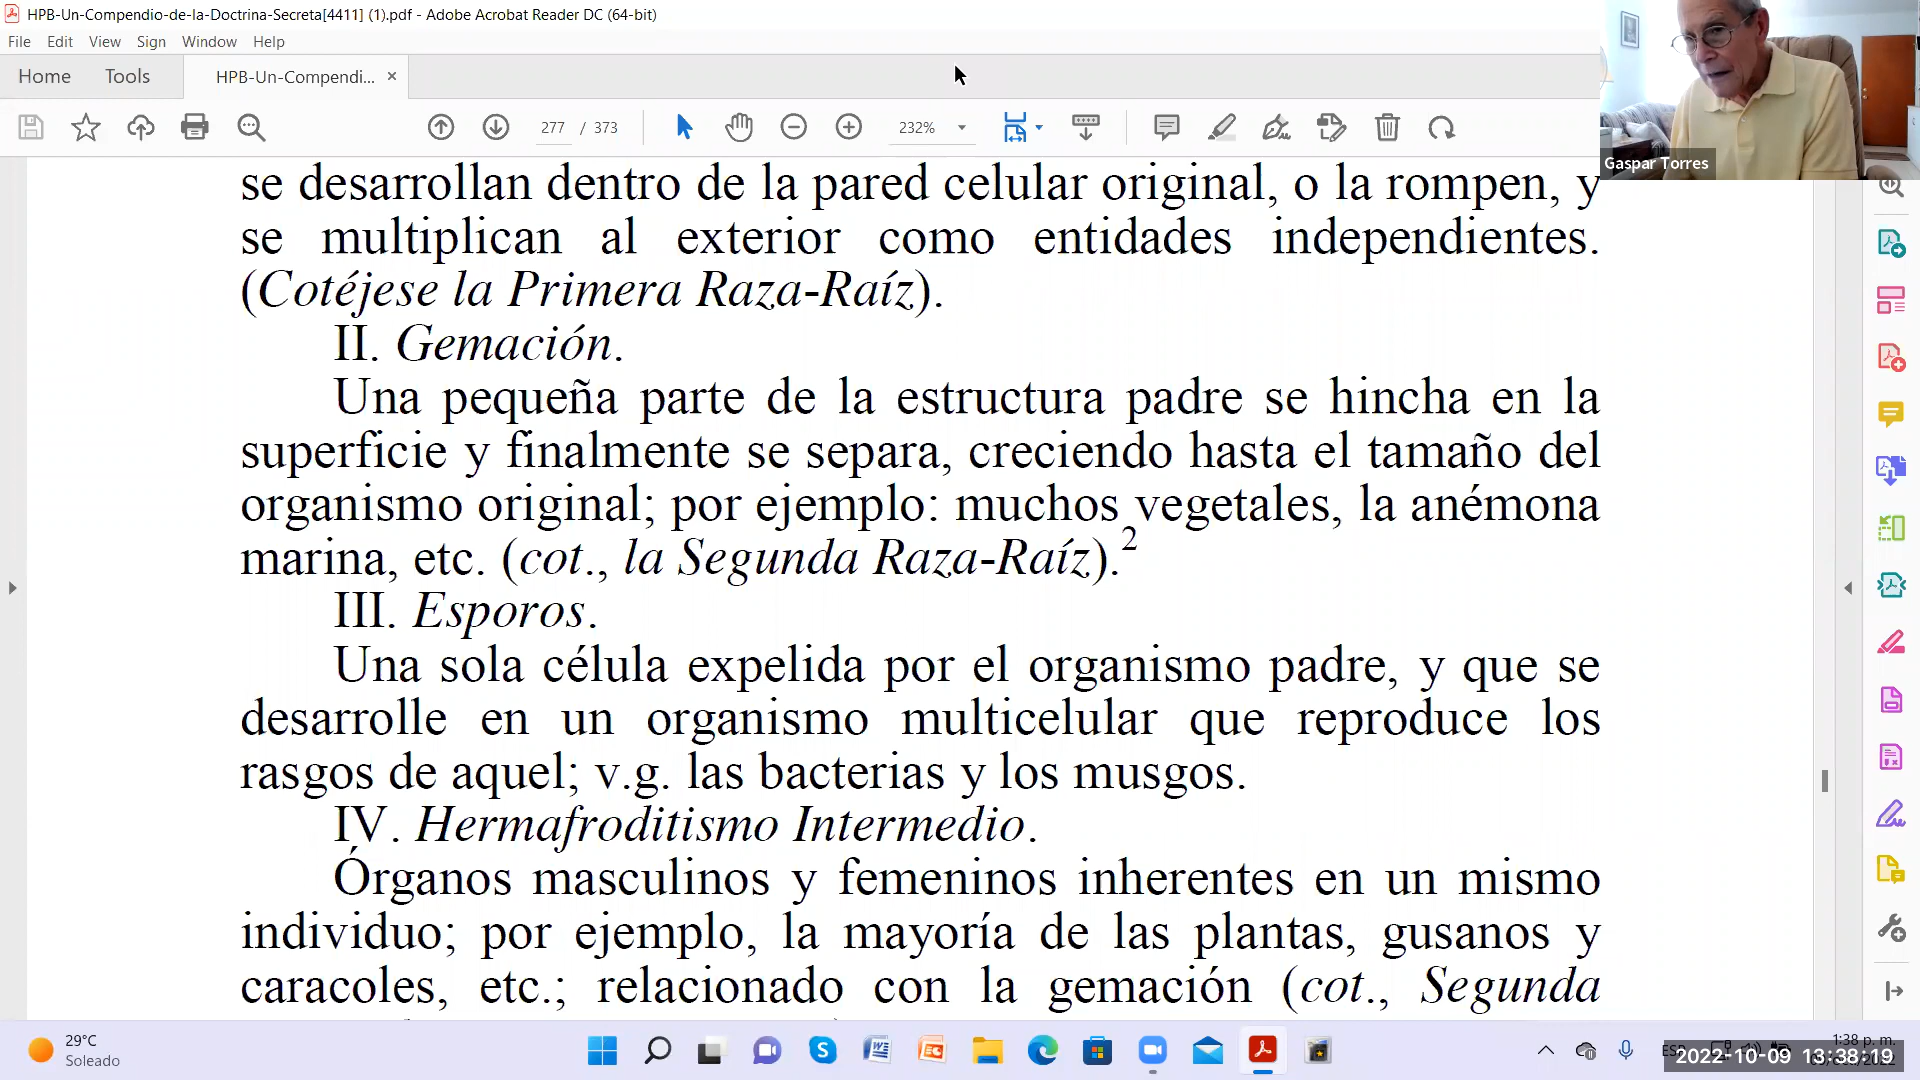 HPB-Un-Compendio-de-la-Doctrina-Secreta[4411] (1).pdf - Adobe Acrobat Reader DC (64-bit)
File Edit View Sign Window Help
Home Tools HPB-Un-Compendi... ×
277 / 373 232%
Gaspar Torres
se desarrollan dentro de la pared celular original, o la rompen, y
se multiplican al exterior como entidades independientes.
(Cotéjese la Primera Raza-Raíz).
II. Gemación.
Una pequeña parte de la estructura padre se hincha en la
superficie y finalmente se separa, creciendo hasta el tamaño del
organismo original; por ejemplo: muchos vegetales, la anémona
marina, etc. (cot., la Segunda Raza-Raíz).2
III. Esporos.
Una sola célula expelida por el organismo padre, y que se
desarrolle en un organismo multicelular que reproduce los
rasgos de aquel; v.g. las bacterias y los musgos.
IV. Hermafroditismo Intermedio.
Órganos masculinos y femeninos inherentes en un mismo
individuo; por ejemplo, la mayoría de las plantas, gusanos y
caracoles, etc.; relacionado con la gemación (cot., Segunda
29°C
Soleado
1:38 p. m.
2022-10-09 13:38:19